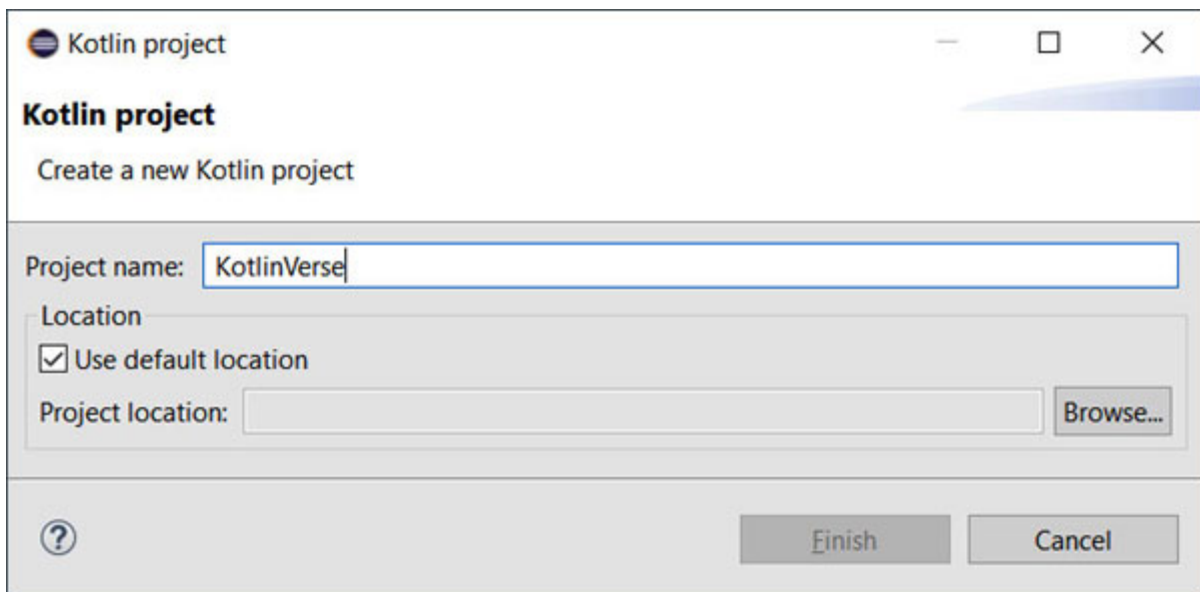 Kotlin project
Kotlin project
Create a new Kotlin project
Project name: KotlinVerse
Location
Use default location
Project location: Browse...
? Finish Cancel